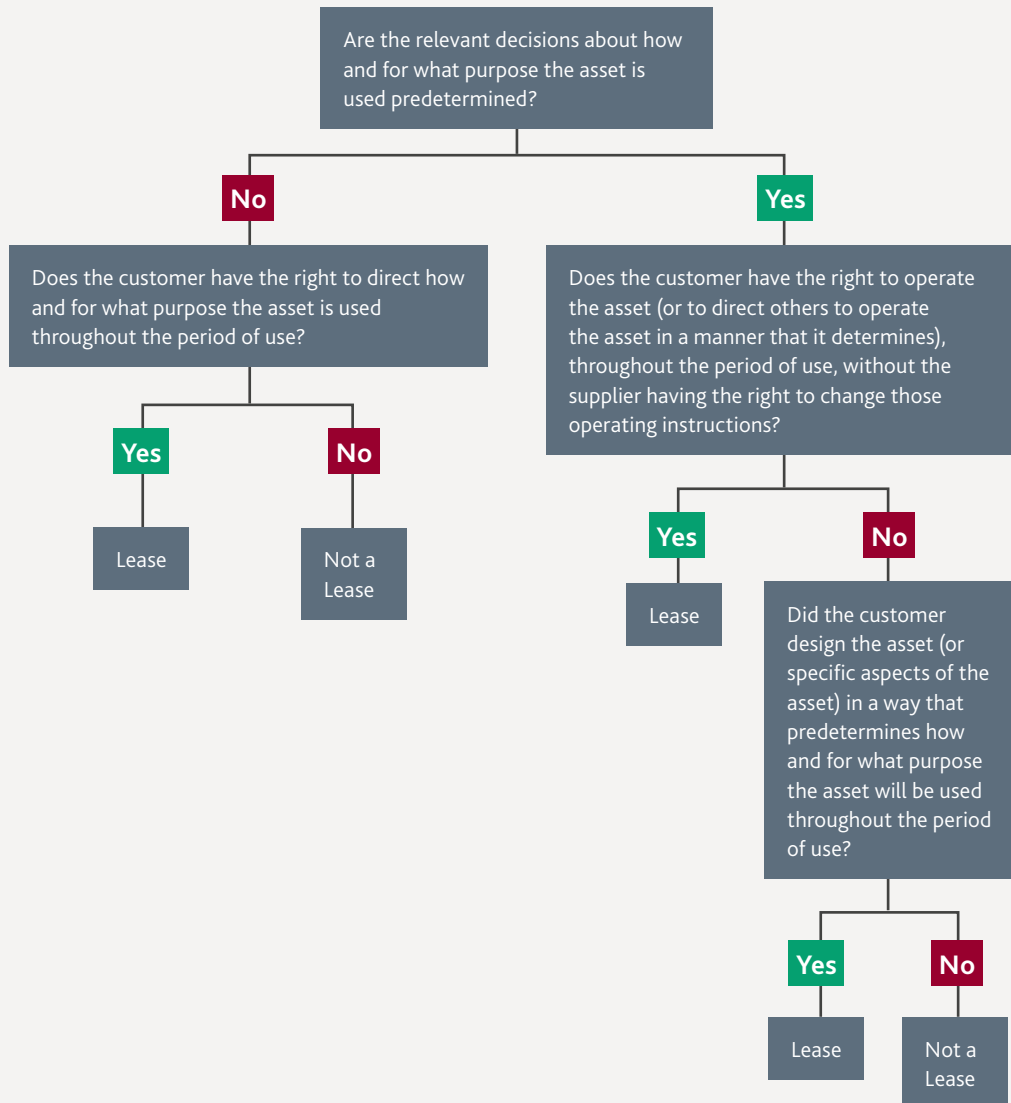 Are the relevant decisions about how
and for what purpose the asset is
used predetermined?
No
Yes
Does the customer have the right to direct how
and for what purpose the asset is used
throughout the period of use?
Yes
No
Lease
Not a
Lease
Does the customer have the right to operate
the asset (or to direct others to operate
the asset in a manner that it determines),
throughout the period of use, without the
supplier having the right to change those
operating instructions?
Yes
No
Lease
Did the customer
design the asset (or
specific aspects of the
asset) in a way that
predetermines how
and for what purpose
the asset will be used
throughout the period
of use?
Yes
No
Lease
Not a
Lease